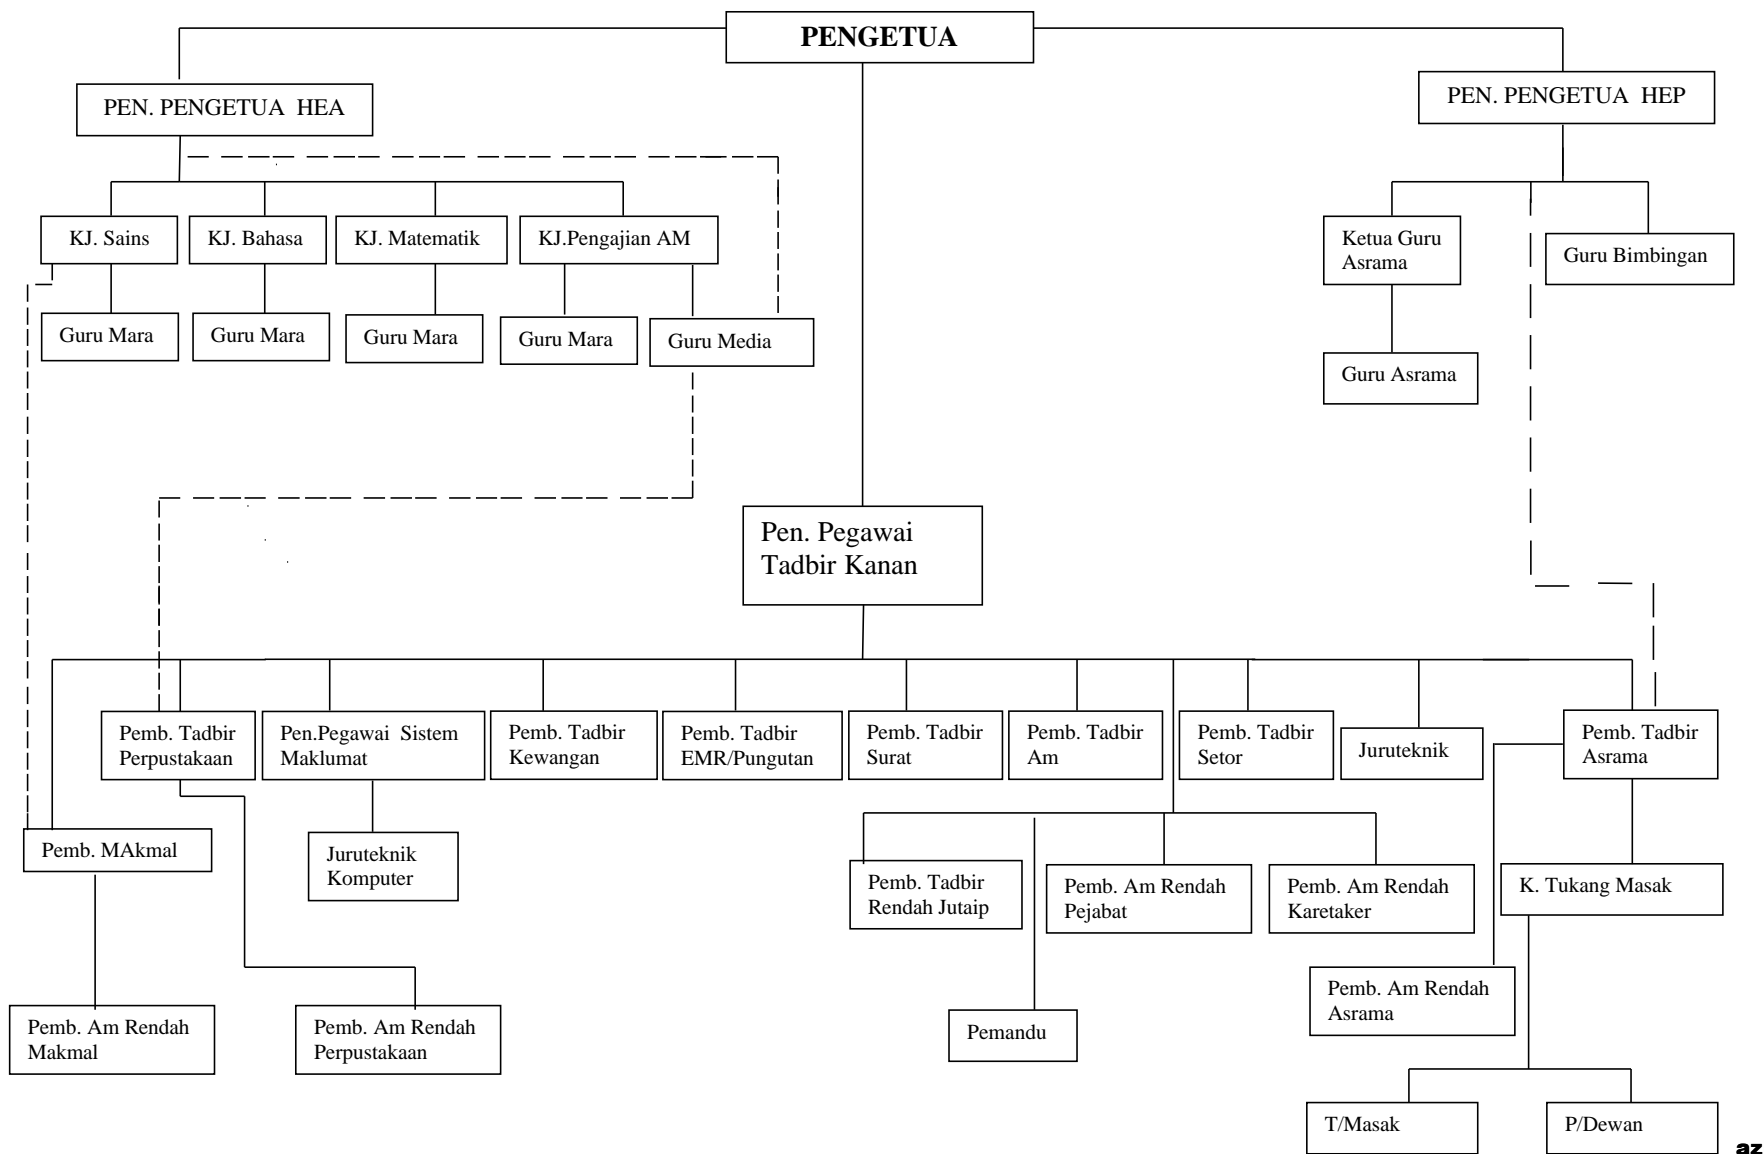 PENGETUA
PEN. PENGETUA HEA
PEN. PENGETUA HEP
KJ. Sains
KJ. Bahasa
KJ. Matematik
KJ.Pengajian AM
Ketua Guru
Asrama
Guru Bimbingan
Guru Mara
Guru Mara
Guru Mara
Guru Mara
Guru Media
Guru Asrama
Pen. Pegawai
Tadbir Kanan
Pemb. Tadbir
Perpustakaan
Pen.Pegawai Sistem
Maklumat
Pemb. Tadbir
Kewangan
Pemb. Tadbir
EMR/Pungutan
Pemb. Tadbir
Surat
Pemb. Tadbir
Am
Pemb. Tadbir
Setor
Juruteknik
Pemb. Tadbir
Asrama
Pemb. MAkmal
Juruteknik
Komputer
Pemb. Tadbir
Rendah Jutaip
Pemb. Am Rendah
Pejabat
Pemb. Am Rendah
Karetaker
K. Tukang Masak
Pemb. Am Rendah
Makmal
Pemb. Am Rendah
Perpustakaan
Pemandu
Pemb. Am Rendah
Asrama
T/Masak
P/Dewan
az